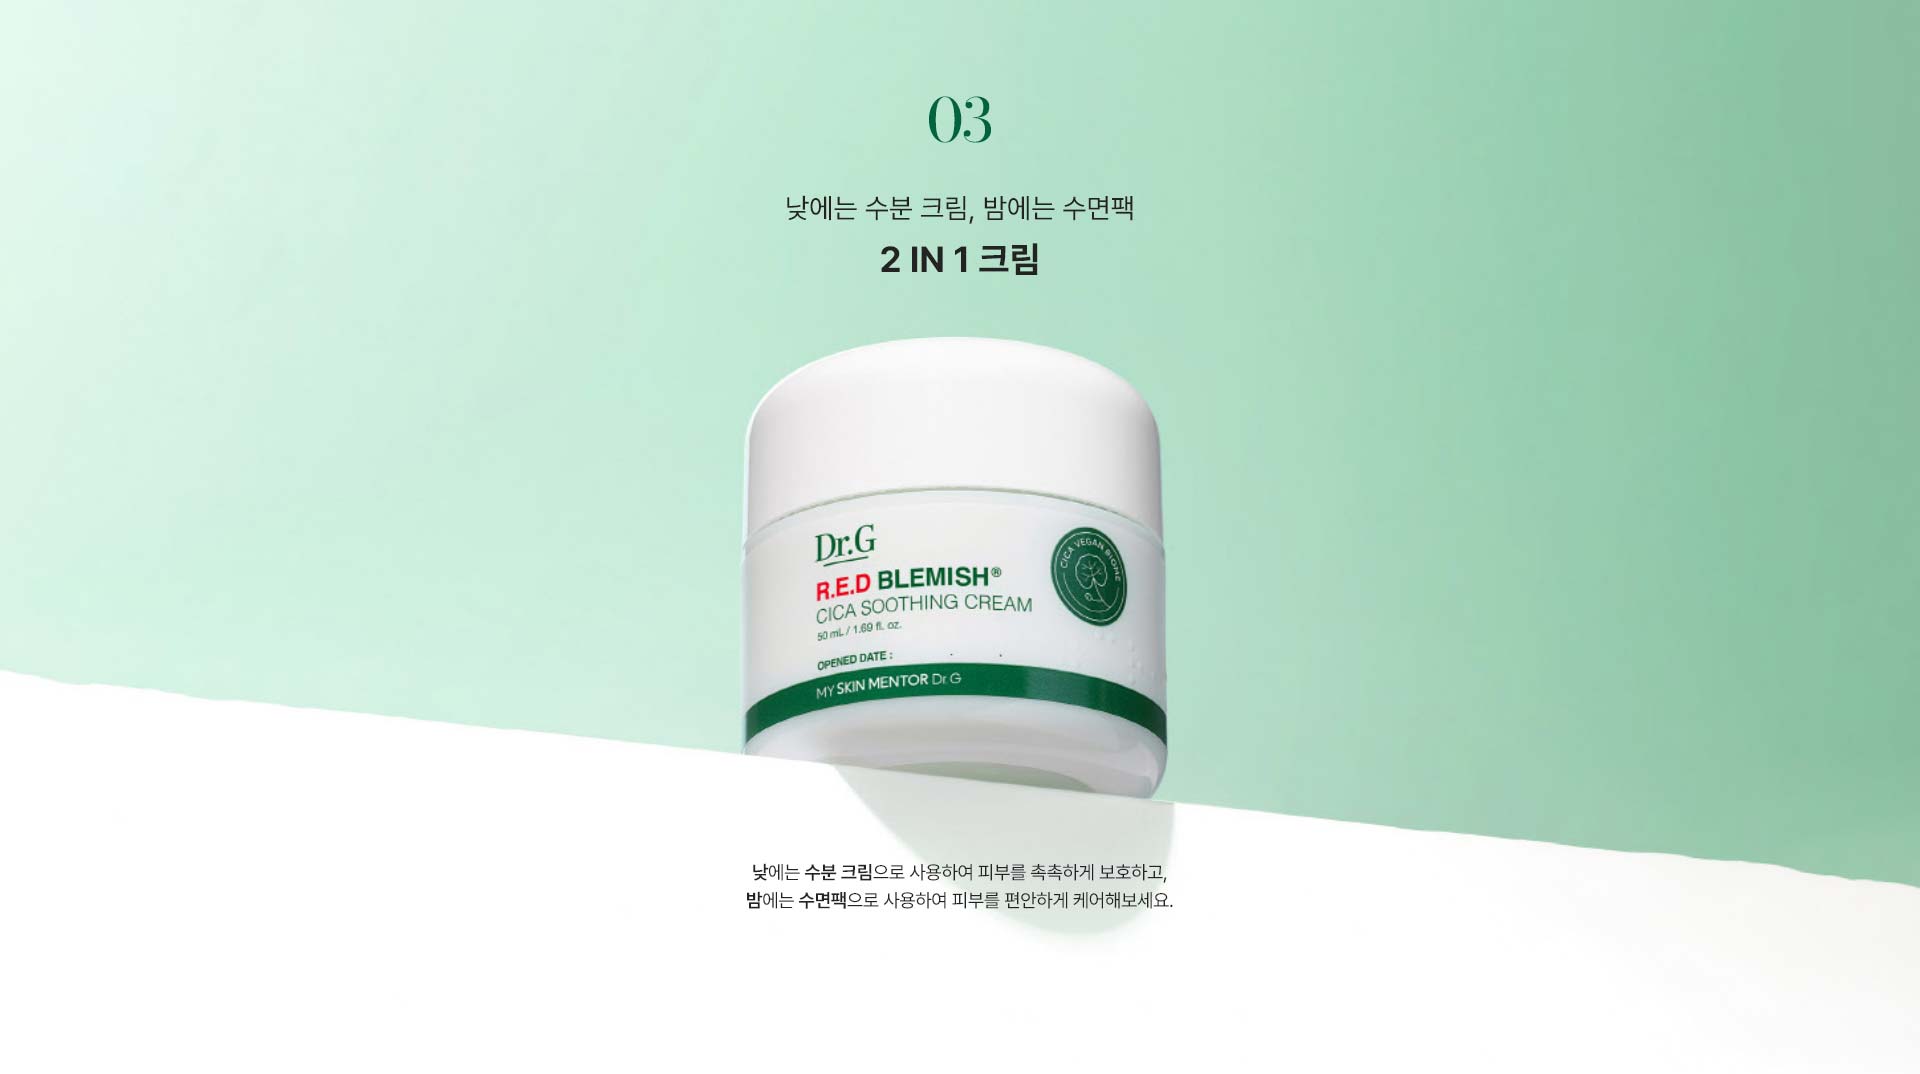 03
낮에는 수분 크림, 밤에는 수면팩
2 IN 1 크림
Dr.G
R.E.D BLEMISH®
CICA SOOTHING CREAM
50 mL / 1.69 fl. oz.
OPENED DATE : . .
MY SKIN MENTOR Dr.G
CICA VEGAN BIOME
낮에는 수분 크림으로 사용하여 피부를 촉촉하게 보호하고,
밤에는 수면팩으로 사용하여 피부를 편안하게 케어해보세요.